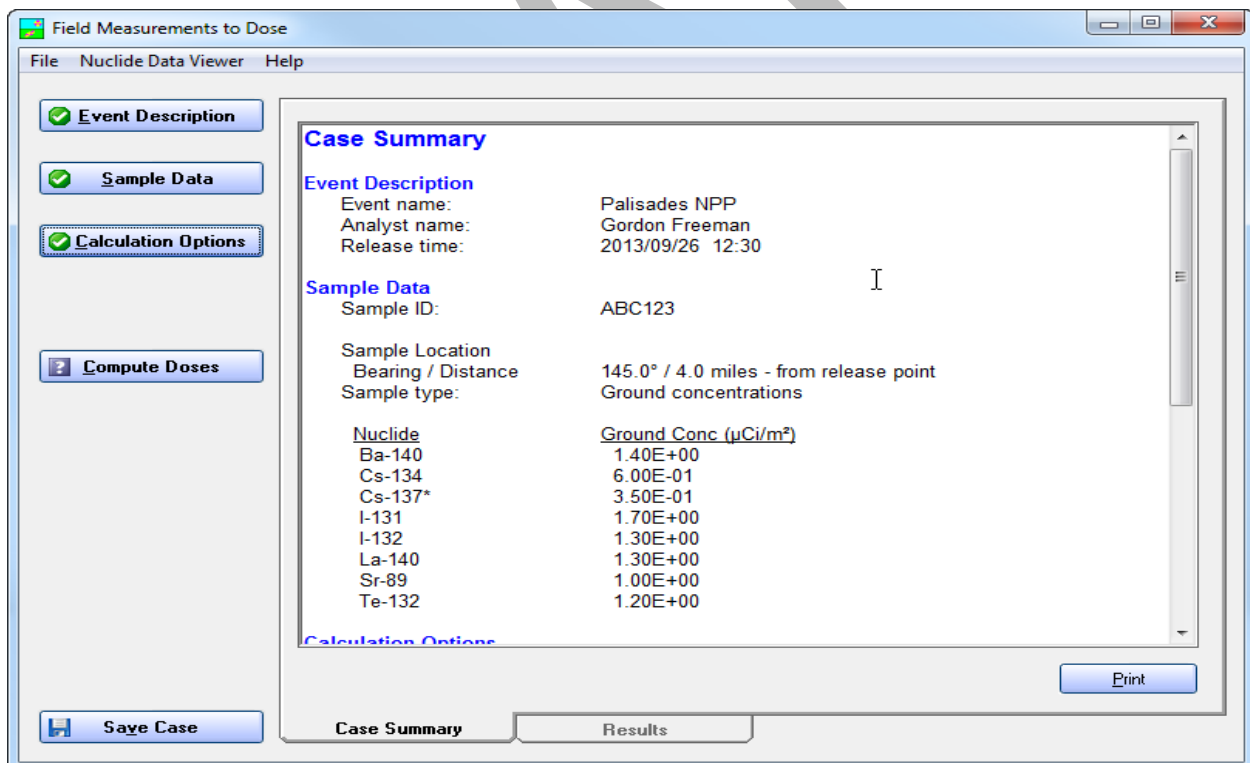 Field Measurements to Dose
File Nuclide Data Viewer Help
Event Description
Sample Data
Calculation Options
Compute Doses
Save Case
Case Summary
Event Description
Event name: Palisades NPP
Analyst name: Gordon Freeman
Release time: 2013/09/26 12:30
Sample Data
Sample ID: ABC123
Sample Location
Bearing / Distance 145.0° / 4.0 miles - from release point
Sample type: Ground concentrations
Nuclide Ground Conc (µCi/m²)
Ba-140 1.40E+00
Cs-134 6.00E-01
Cs-137* 3.50E-01
I-131 1.70E+00
I-132 1.30E+00
La-140 1.30E+00
Sr-89 1.00E+00
Te-132 1.20E+00
Calculation Options
Print
Case Summary Results